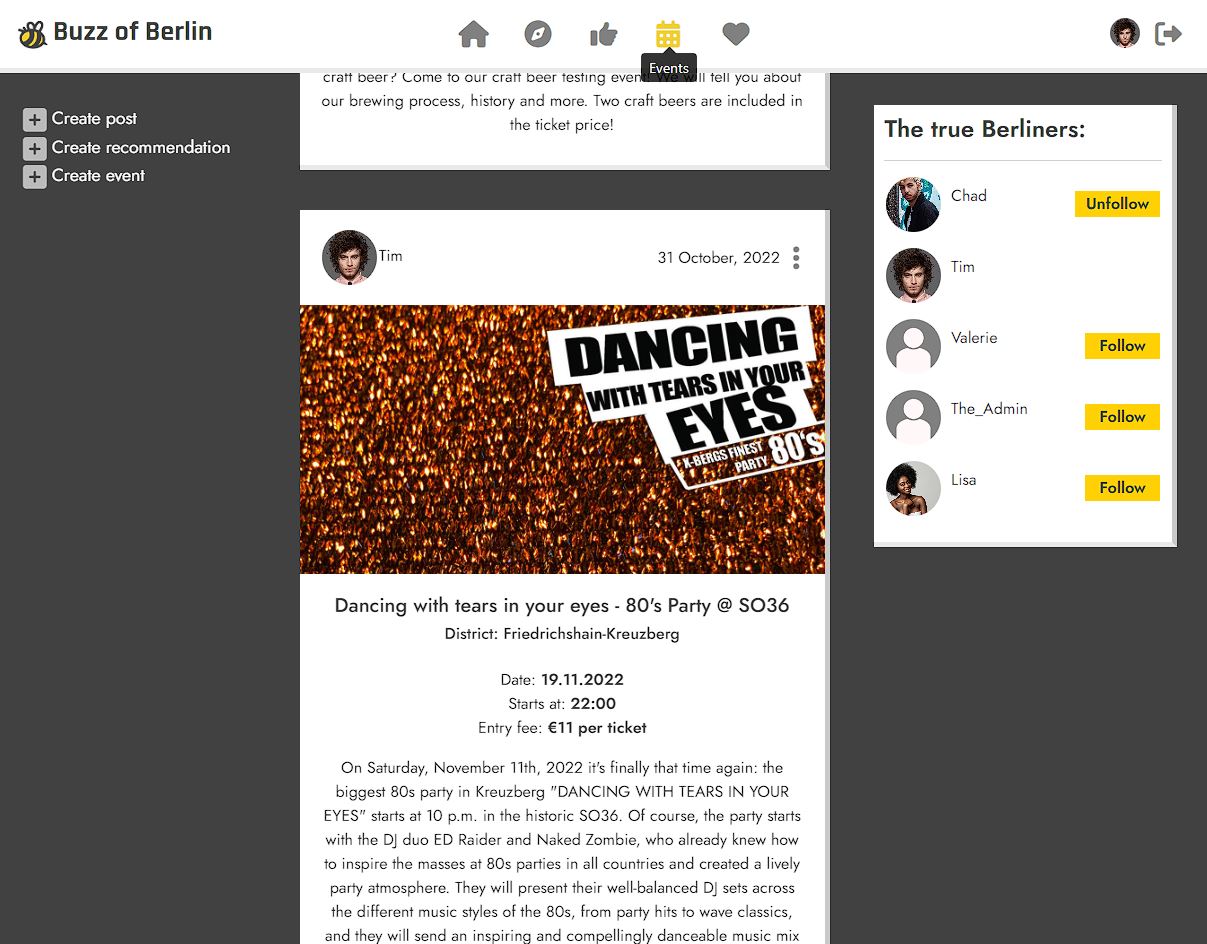 Buzz of Berlin
Events
Create post
Create recommendation
Create event
craft beer? Come to our craft beer testing event! We will tell you about
our brewing process, history and more. Two craft beers are included in
the ticket price!
Tim
31 October, 2022
DANCING
WITH TEARS IN YOUR
EYES
X-BERGS FINEST
PARTY 80'S
Dancing with tears in your eyes - 80's Party @ SO36
District: Friedrichshain-Kreuzberg
Date: 19.11.2022
Starts at: 22:00
Entry fee: €11 per ticket
On Saturday, November 11th, 2022 it's finally that time again: the
biggest 80s party in Kreuzberg "DANCING WITH TEARS IN YOUR
EYES" starts at 10 p.m. in the historic SO36. Of course, the party starts
with the DJ duo ED Raider and Naked Zombie, who already knew how
to inspire the masses at 80s parties in all countries and created a lively
party atmosphere. They will present their well-balanced DJ sets across
the different music styles of the 80s, from party hits to wave classics,
and they will send an inspiring and compellingly danceable music mix
The true Berliners:
Chad
Unfollow
Tim
Valerie
Follow
The_Admin
Follow
Lisa
Follow